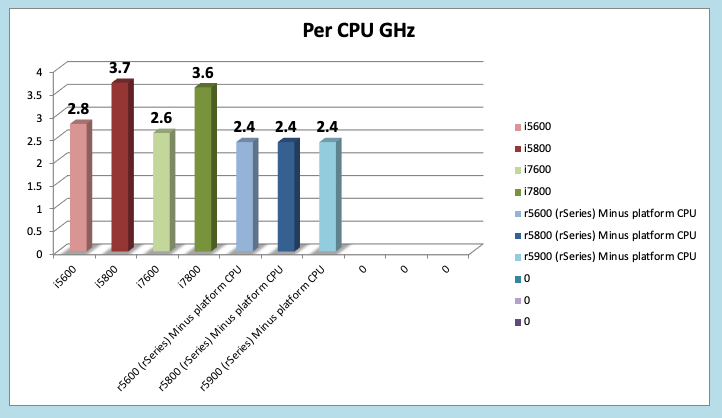 Per CPU GHz
4
3.5
3
2.5
2
1.5
1
0.5
0
2.8
3.7
2.6
3.6
2.4
2.4
2.4
i5600
i5800
i7600
i7800
r5600 (rSeries) Minus platform CPU
r5800 (rSeries) Minus platform CPU
r5900 (rSeries) Minus platform CPU
0
0
0
i5600
i5800
i7600
i7800
r5600 (rSeries) Minus platform CPU
r5800 (rSeries) Minus platform CPU
r5900 (rSeries) Minus platform CPU
0
0
0